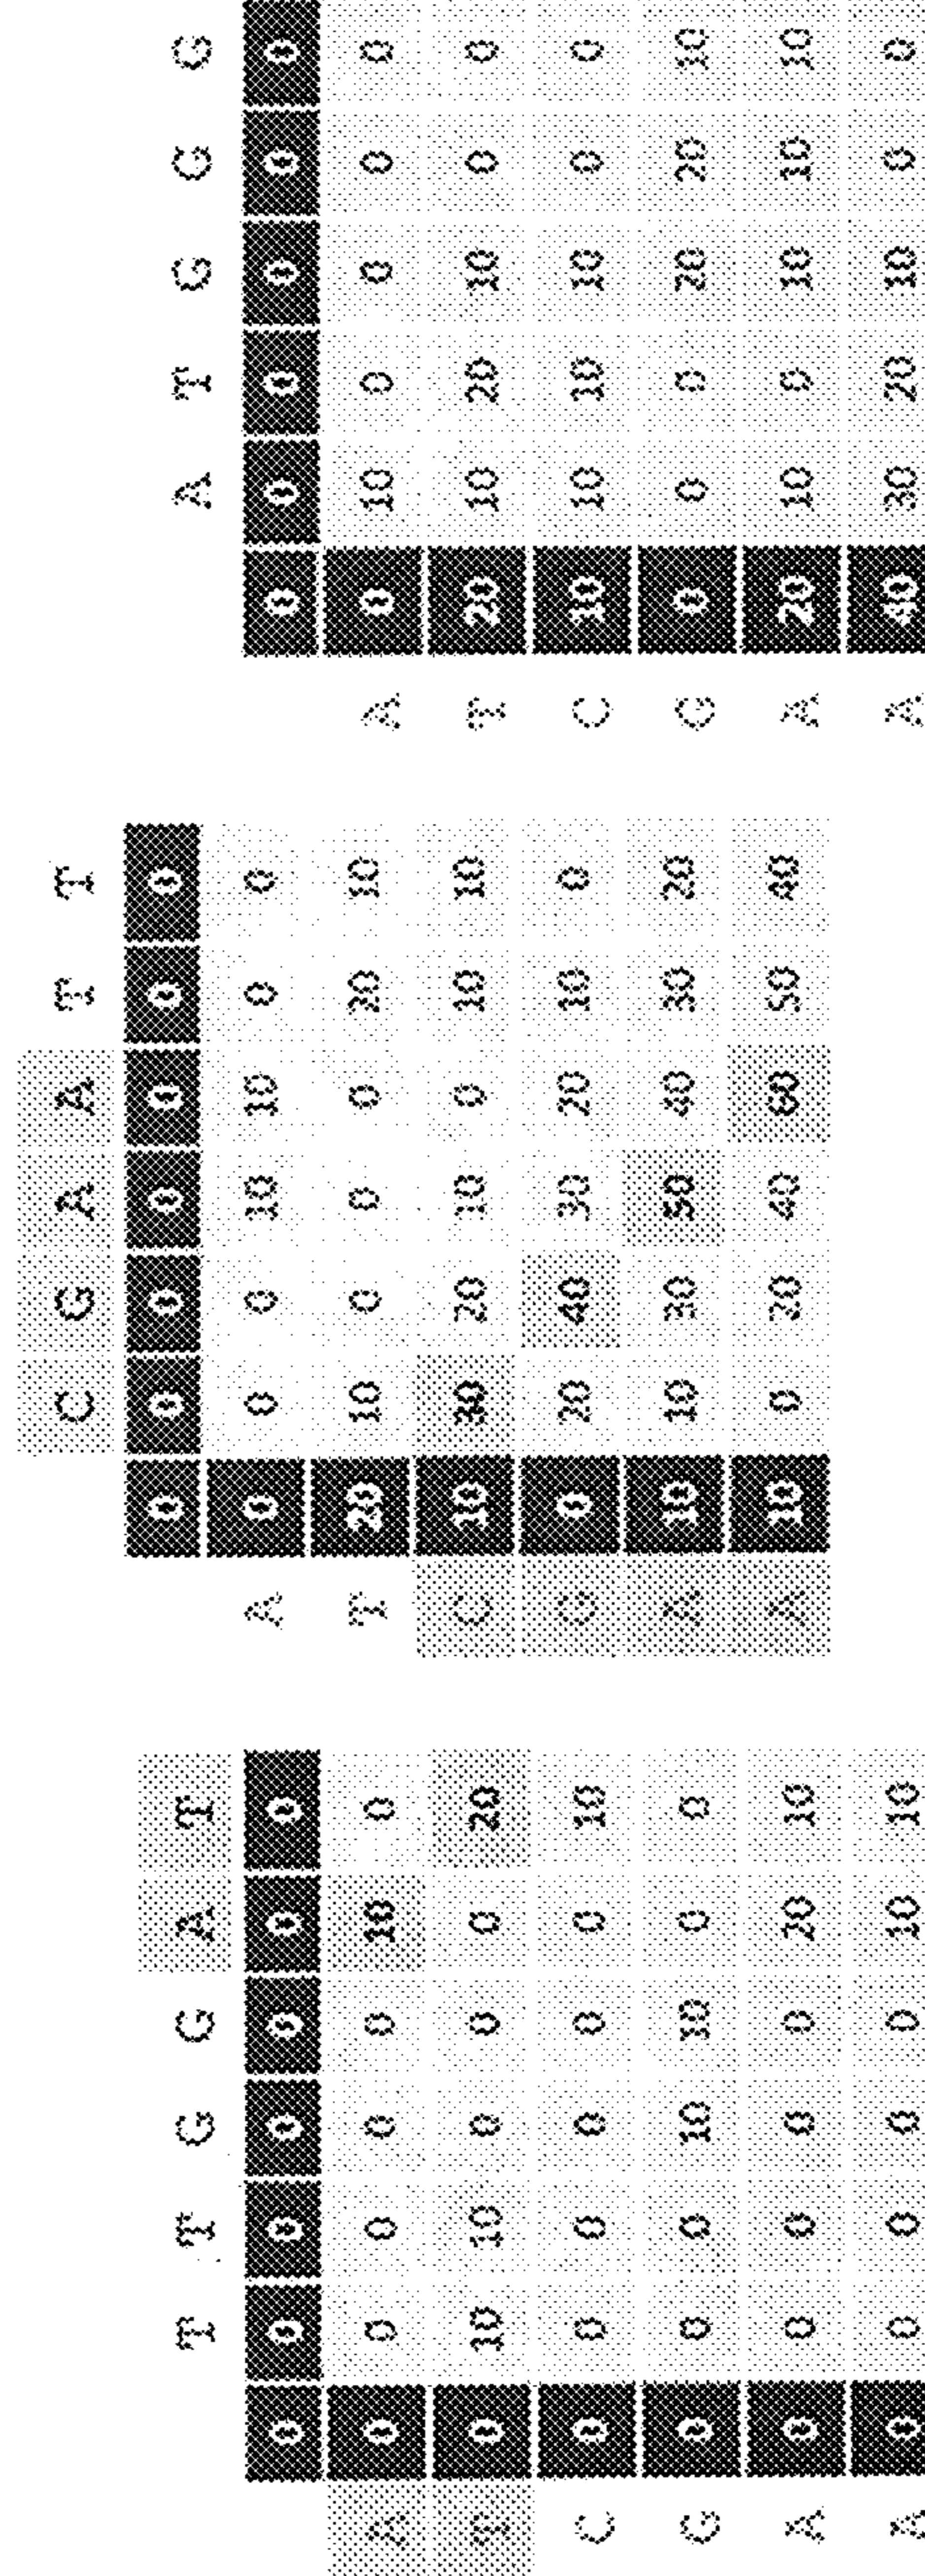 T T G G A T
0 0 0 0 0 0 0
A 0 0 0 0 0 10 0
T 0 10 10 0 0 0 20
C 0 0 0 0 0 0 10
G 0 0 0 10 10 0 0
A 0 0 0 0 0 20 10
A 0 0 0 0 0 10 10
C G A A T T
0 0 0 0 0 0 0
A 0 0 0 10 10 0 0
T 20 10 0 0 0 20 10
C 10 30 20 10 0 10 10
G 0 20 40 30 20 10 0
A 10 10 30 50 40 30 20
A 10 0 20 40 60 50 40
A T G G G
0 0 0 0 0 0
A 0 10 0 0 0 0
T 20 10 20 10 0 0
C 10 10 10 10 0 0
G 0 0 0 20 20 10
A 20 10 0 10 10 10
A 40 30 20 10 0 0